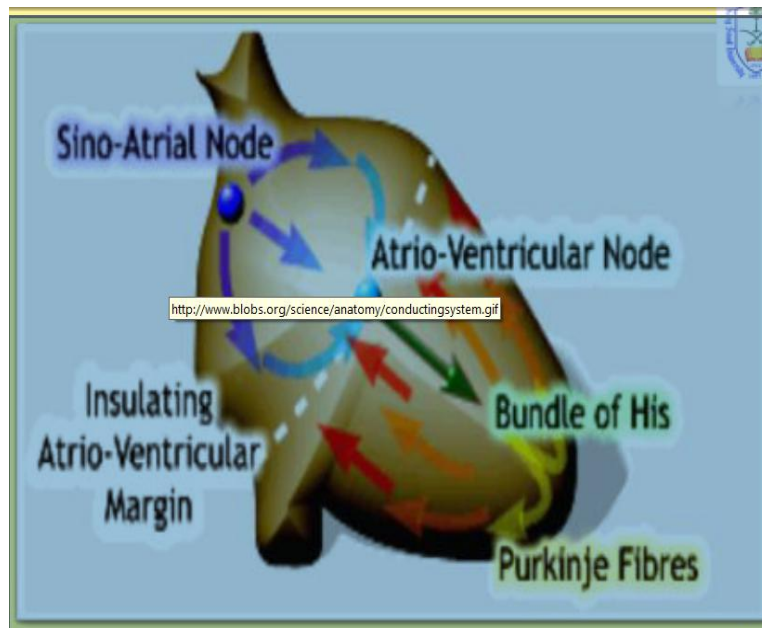 Sino-Atrial Node
Atrio-Ventricular Node
http://www.blobs.org/science/anatomy/conductingsystem.gif
Insulating
Atrio-Ventricular
Margin
Bundle of His
Purkinje Fibres